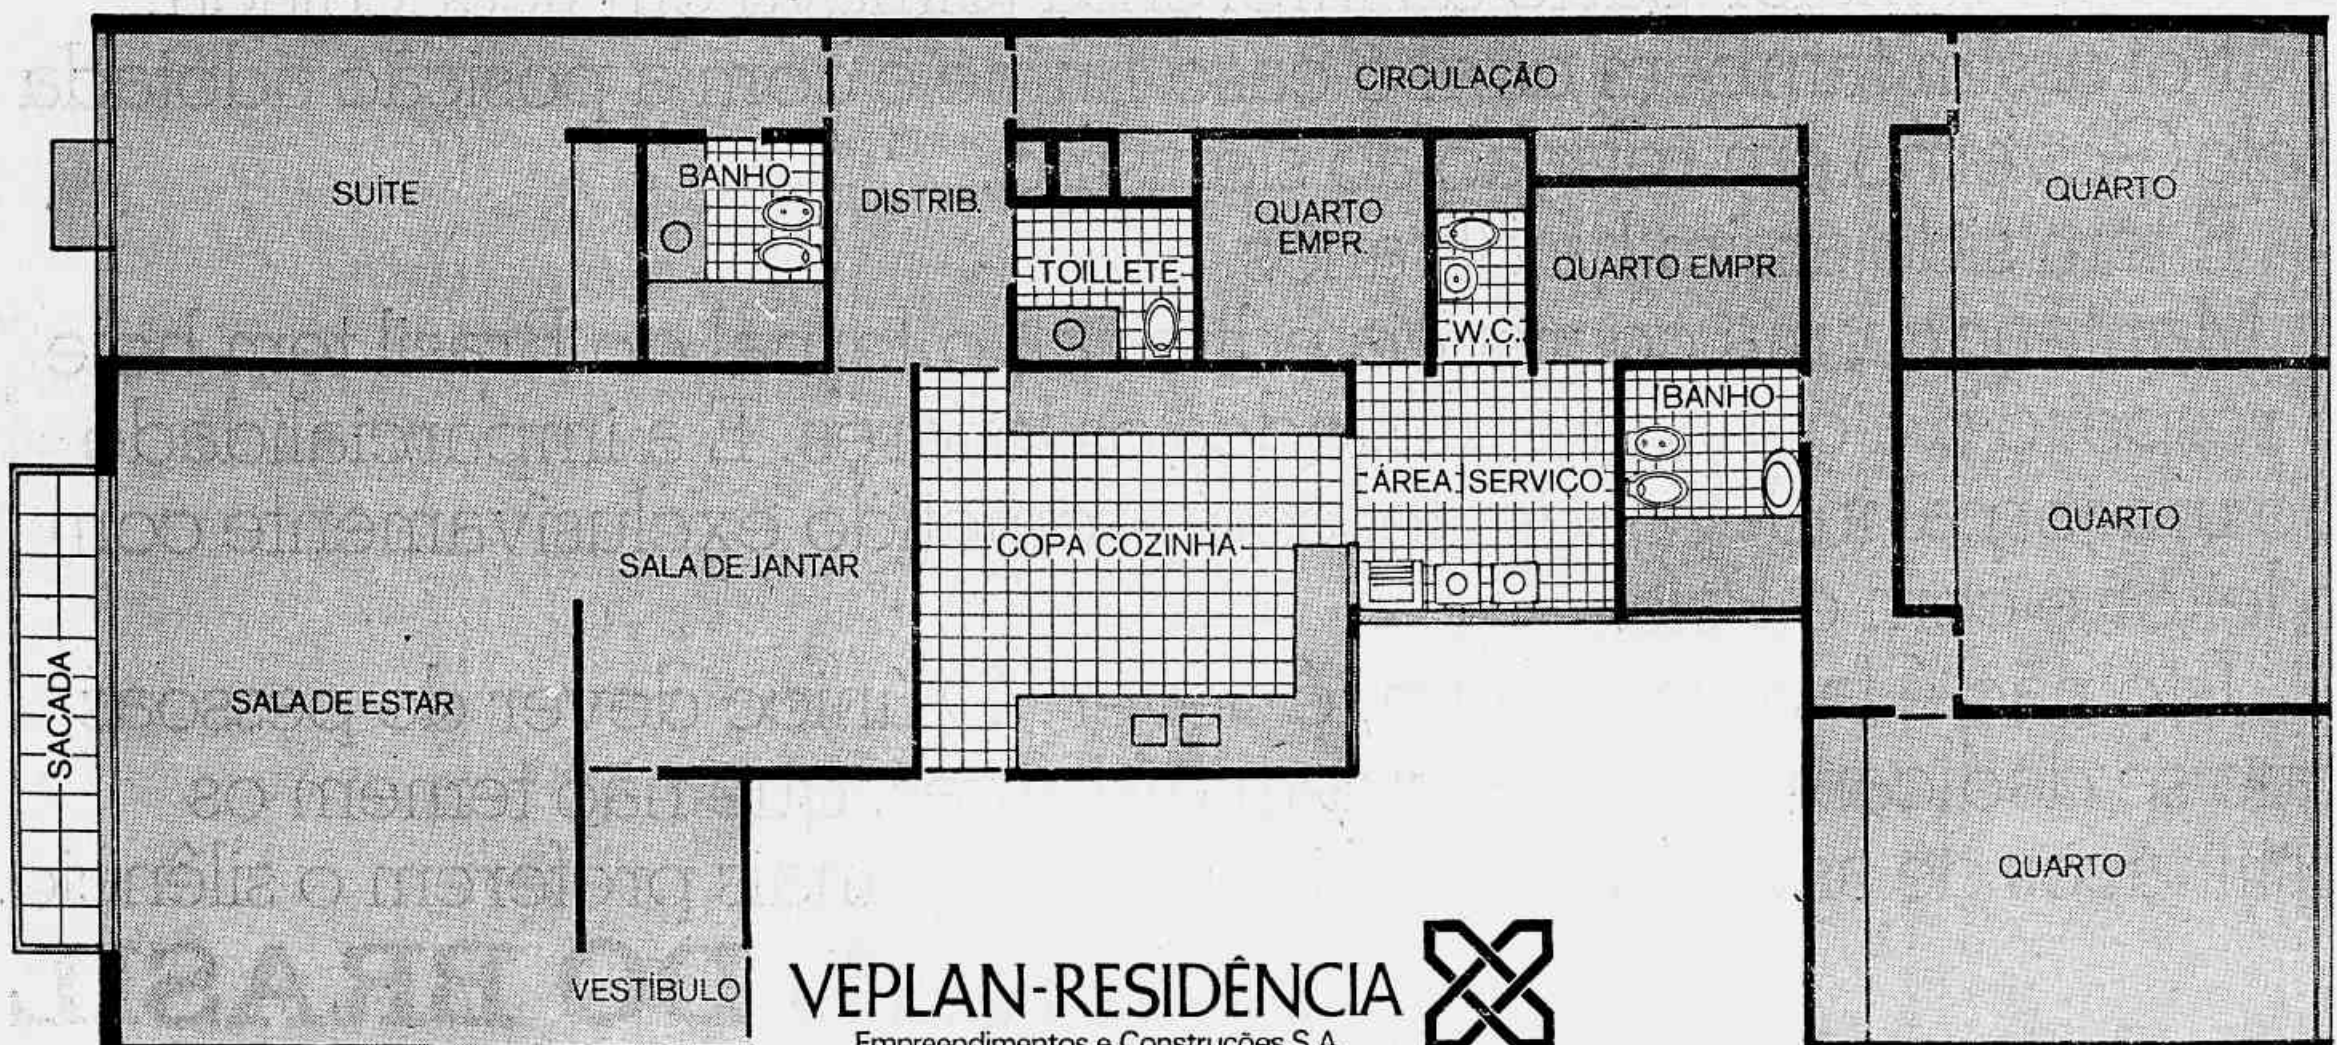 CIRCULAÇÃO
SUÍTE
BANHO
DISTRIB.
TOILLETE
QUARTO
EMPR.
W.C.
QUARTO EMPR.
QUARTO
BANHO
ÁREA SERVIÇO
COPA COZINHA
SALA DE JANTAR
QUARTO
SACADA
SALA DE ESTAR
QUARTO
VESTÍBULO
VEPLAN-RESIDÊNCIA
Empreendimentos e Construções S.A.